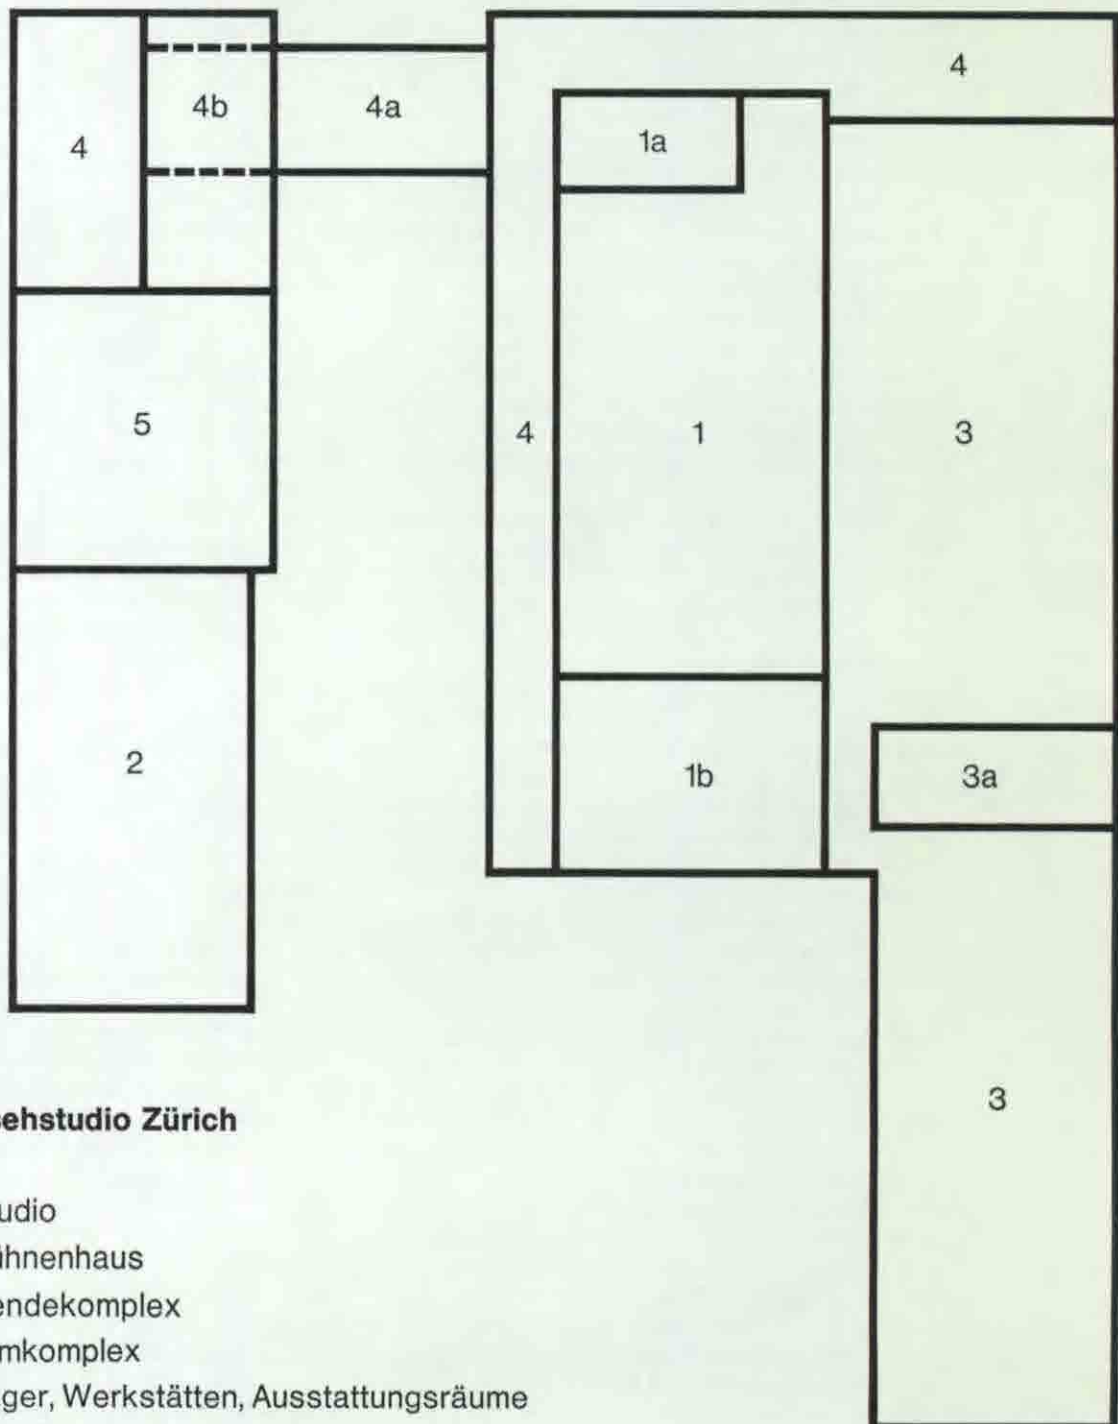 4
4b
4a
4
1a
5
4
1
3
2
1b
3a
3
ehstudio Zürich
udio
ühnenhaus
endekomplex
mkomplex
ger, Werkstätten, Ausstattungsräume